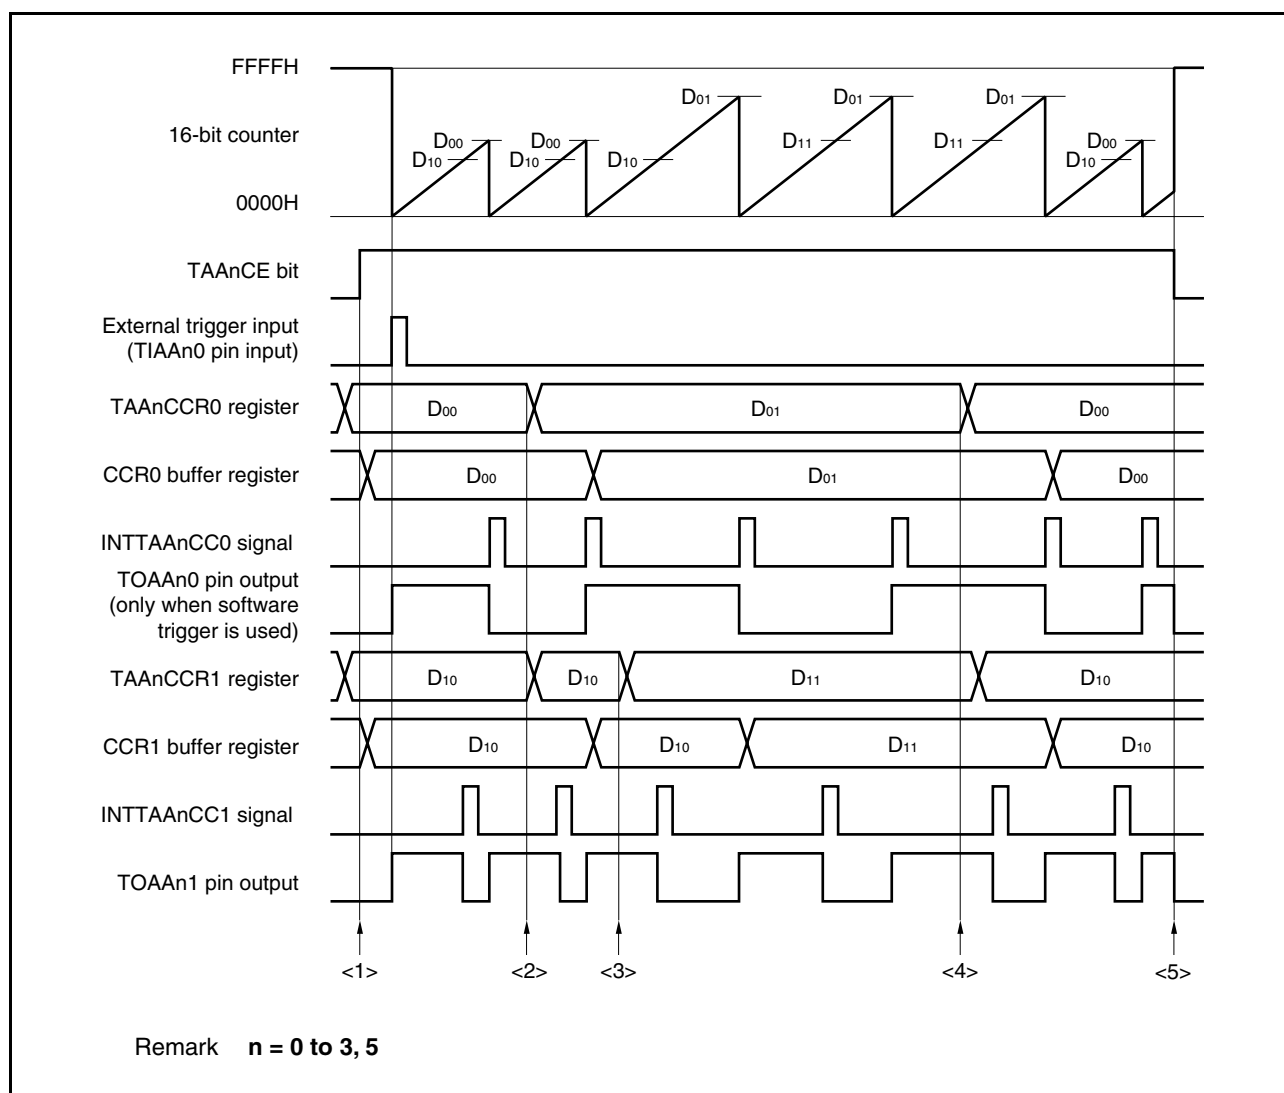 FFFFH
D01 D01 D01
16-bit counter
D00 D00 D11 D11 D00
D10 D10 D10 D10
0000H
TAAnCE bit
External trigger input
(TIAAn0 pin input)
TAAnCCR0 register D00 D01 D00
CCR0 buffer register D00 D01 D00
INTTAAnCC0 signal
TOAAn0 pin output
(only when software
trigger is used)
TAAnCCR1 register D10 D10 D11 D10
CCR1 buffer register D10 D10 D11 D10
INTTAAnCC1 signal
TOAAn1 pin output
<1> <2> <3> <4> <5>
Remark n = 0 to 3, 5